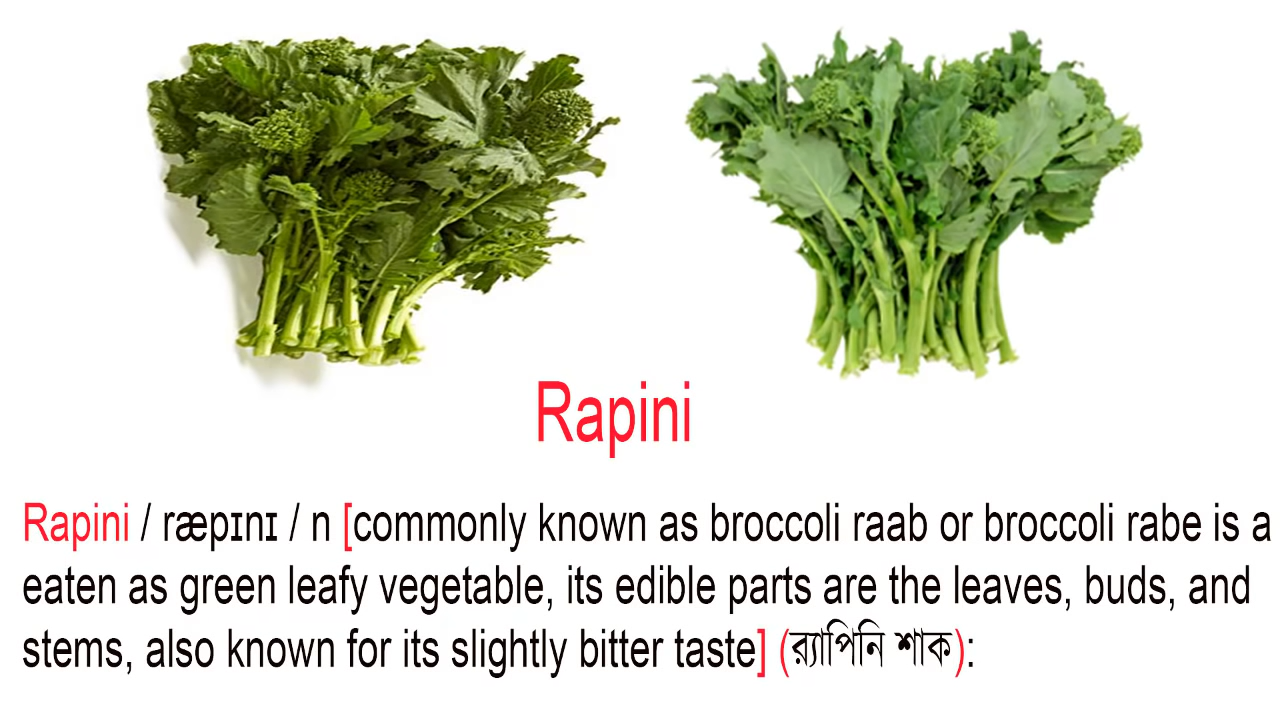 Rapini
Rapini / ræpɪnɪ / n [commonly known as broccoli raab or broccoli rabe is a
eaten as green leafy vegetable, its edible parts are the leaves, buds, and
stems, also known for its slightly bitter taste] (র‍্যাপিনি শাক):